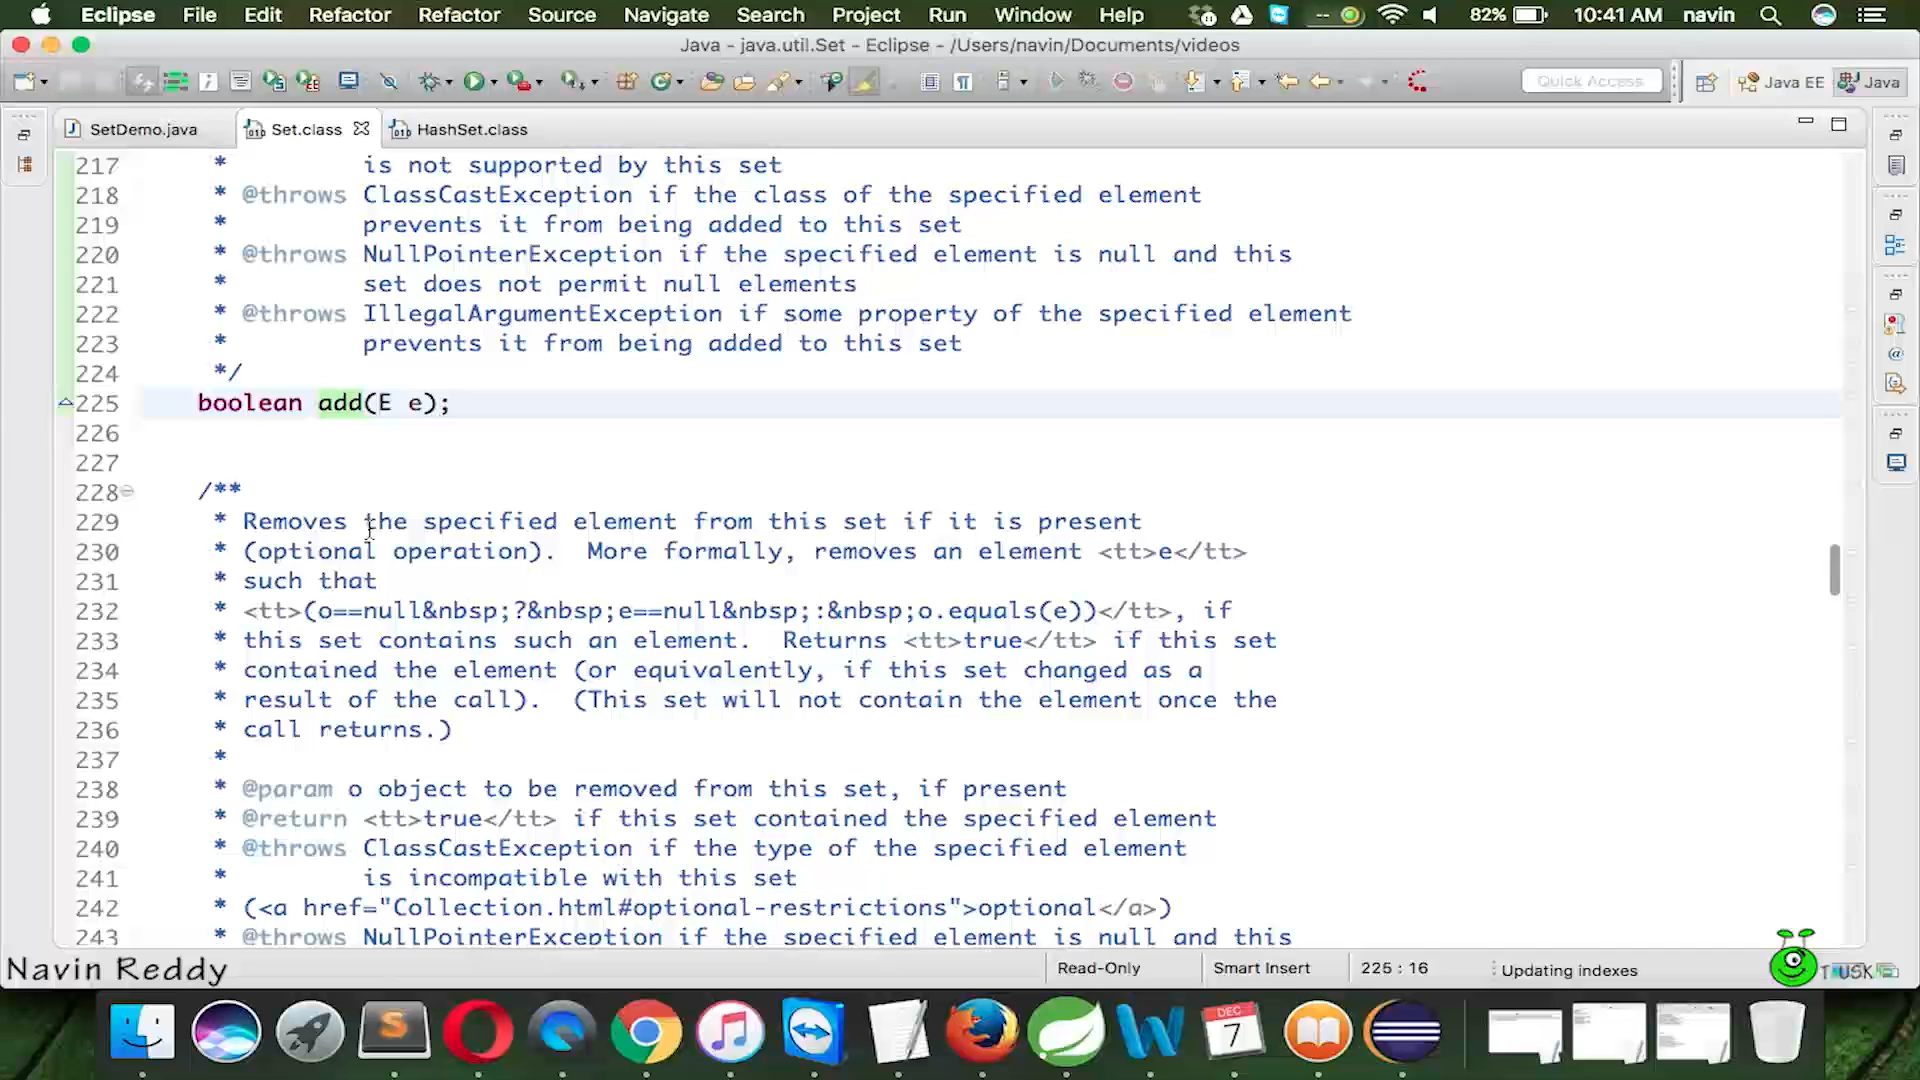 Eclipse File Edit Refactor Refactor Source Navigate Search Project Run Window Help 82% 10:41 AM navin
Java - java.util.Set - Eclipse - /Users/navin/Documents/videos
Quick Access Java EE Java
SetDemo.java Set.class HashSet.class
217 * is not supported by this set
218 * @throws ClassCastException if the class of the specified element
219 * prevents it from being added to this set
220 * @throws NullPointerException if the specified element is null and this
221 * set does not permit null elements
222 * @throws IllegalArgumentException if some property of the specified element
223 * prevents it from being added to this set
224 */
225 boolean add(E e);
226
227
228 /**
229 * Removes the specified element from this set if it is present
230 * (optional operation). More formally, removes an element <tt>e</tt>
231 * such that
232 * <tt>(o==null&nbsp;?&nbsp;e==null&nbsp;:&nbsp;o.equals(e))</tt>, if
233 * this set contains such an element. Returns <tt>true</tt> if this set
234 * contained the element (or equivalently, if this set changed as a
235 * result of the call). (This set will not contain the element once the
236 * call returns.)
237 *
238 * @param o object to be removed from this set, if present
239 * @return <tt>true</tt> if this set contained the specified element
240 * @throws ClassCastException if the type of the specified element
241 * is incompatible with this set
242 * (<a href="Collection.html#optional-restrictions">optional</a>)
243 * @throws NullPointerException if the specified element is null and this
Navin Reddy Read-Only Smart Insert 225 : 16 Updating indexes
DEC
7